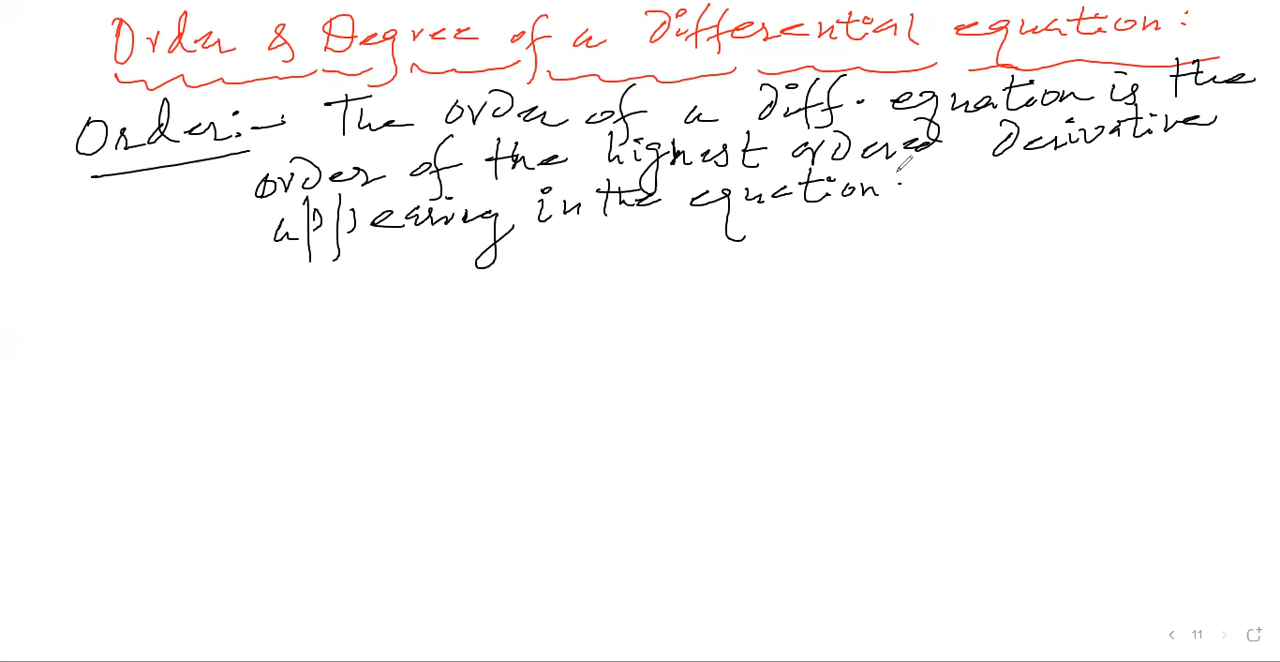 Order & Degree of a Differential equation:
Order:- The order of a Diff. equation is the
order of the highest ordered Derivative
appearing in the equation.
11